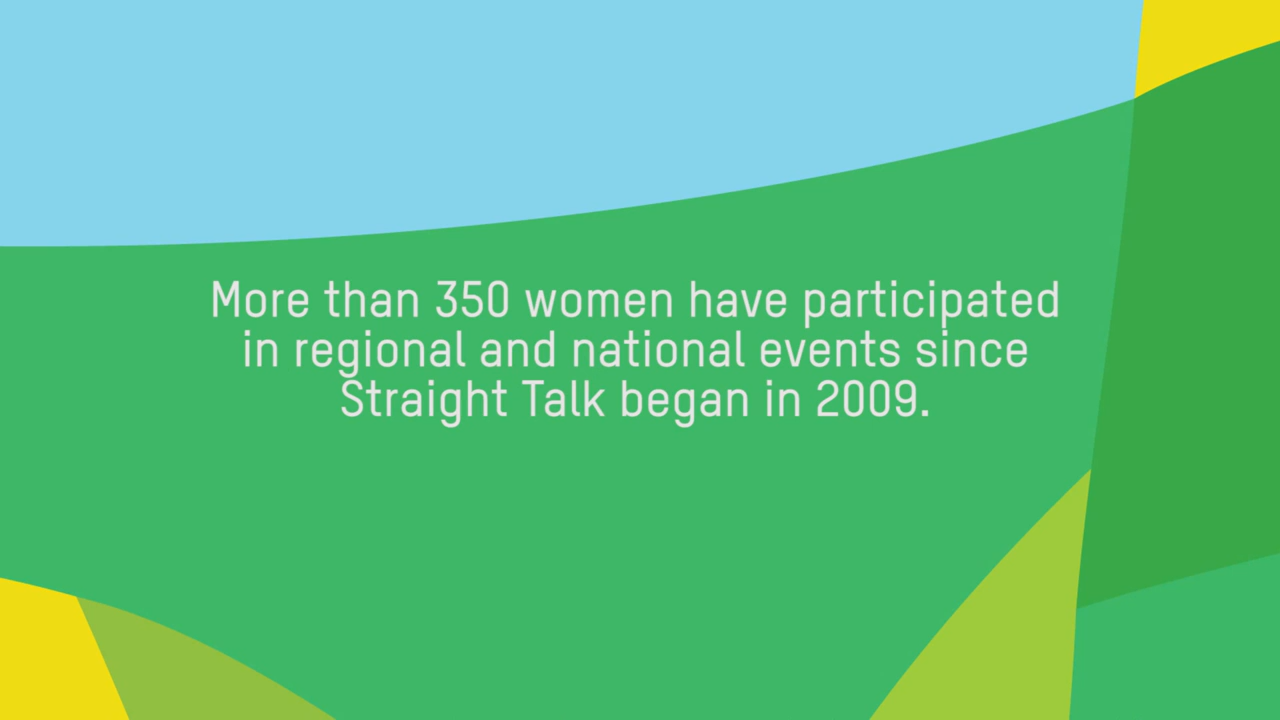 More than 350 women have participated
in regional and national events since
Straight Talk began in 2009.